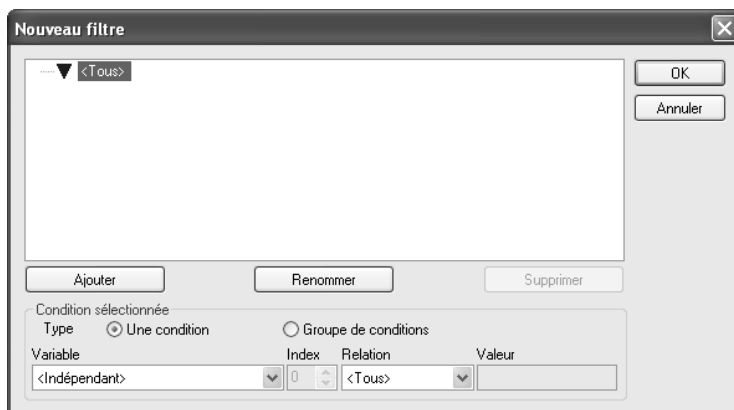 Nouveau filtre
<Tous>
OK
Annuler
Ajouter Renommer Supprimer
Condition sélectionnée
Type Une condition Groupe de conditions
Variable Index Relation Valeur
<Indépendant> 0 <Tous>